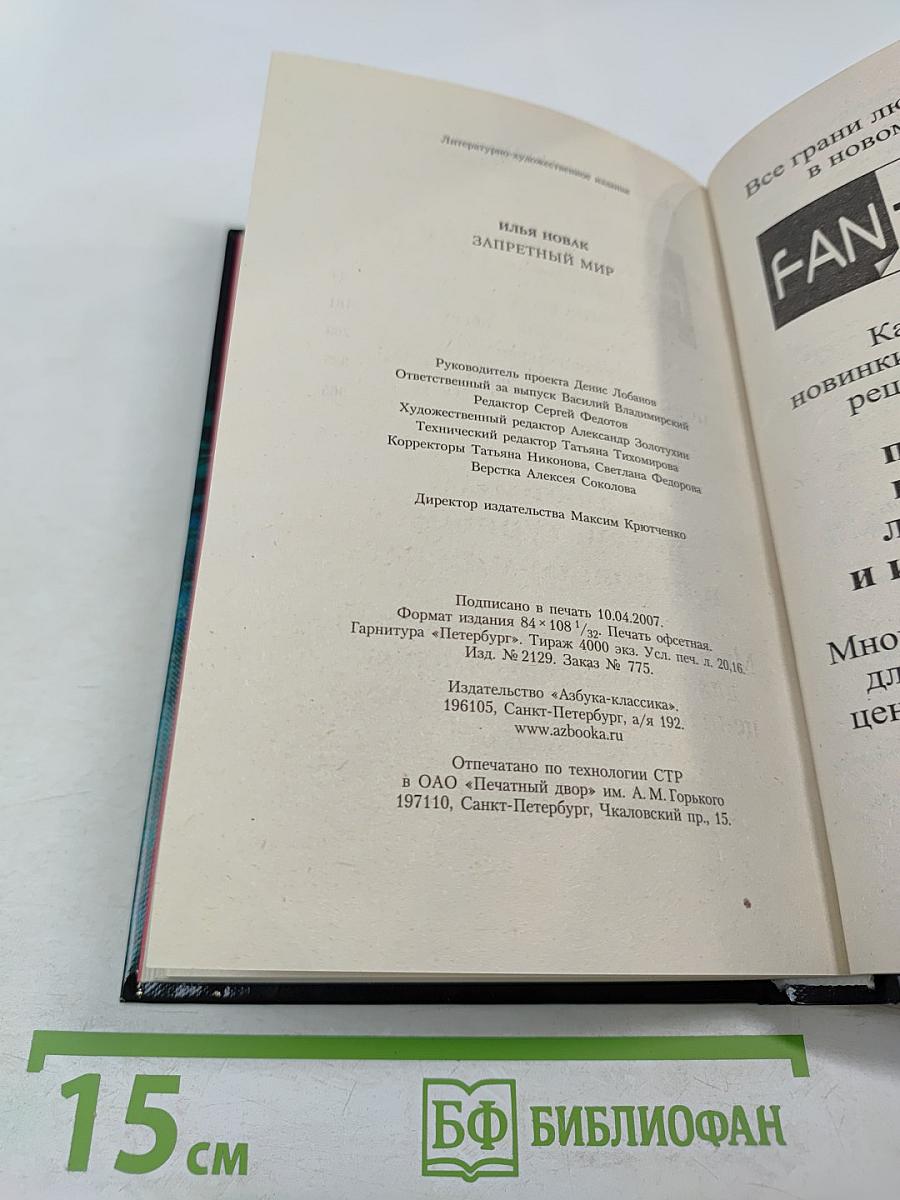 Литературно-художественное издание
ИЛЬЯ НОВАК
ЗАПРЕТНЫЙ МИР
Руководитель проекта Денис Лобанов
Ответственный за выпуск Василий Владимирский
Редактор Сергей Федотов
Художественный редактор Александр Золотухин
Технический редактор Татьяна Тихомирова
Корректоры Татьяна Никонова, Светлана Федорова
Верстка Алексея Соколова
Директор издательства Максим Крютченко
Подписано в печать 10.04.2007.
Формат издания 84 × 108 1/32. Печать офсетная.
Гарнитура «Петербург». Тираж 4000 экз. Усл. печ. л. 20,16.
Изд. № 2129. Заказ № 775.
Издательство «Азбука-классика».
196105, Санкт-Петербург, а/я 192.
www.azbooka.ru
Отпечатано по технологии CTP
в ОАО «Печатный двор» им. А. М. Горького
197110, Санкт-Петербург, Чкаловский пр., 15.
Все грани
в новом
FAN
новинки
и
15 см
БФ БИБЛИОФАН